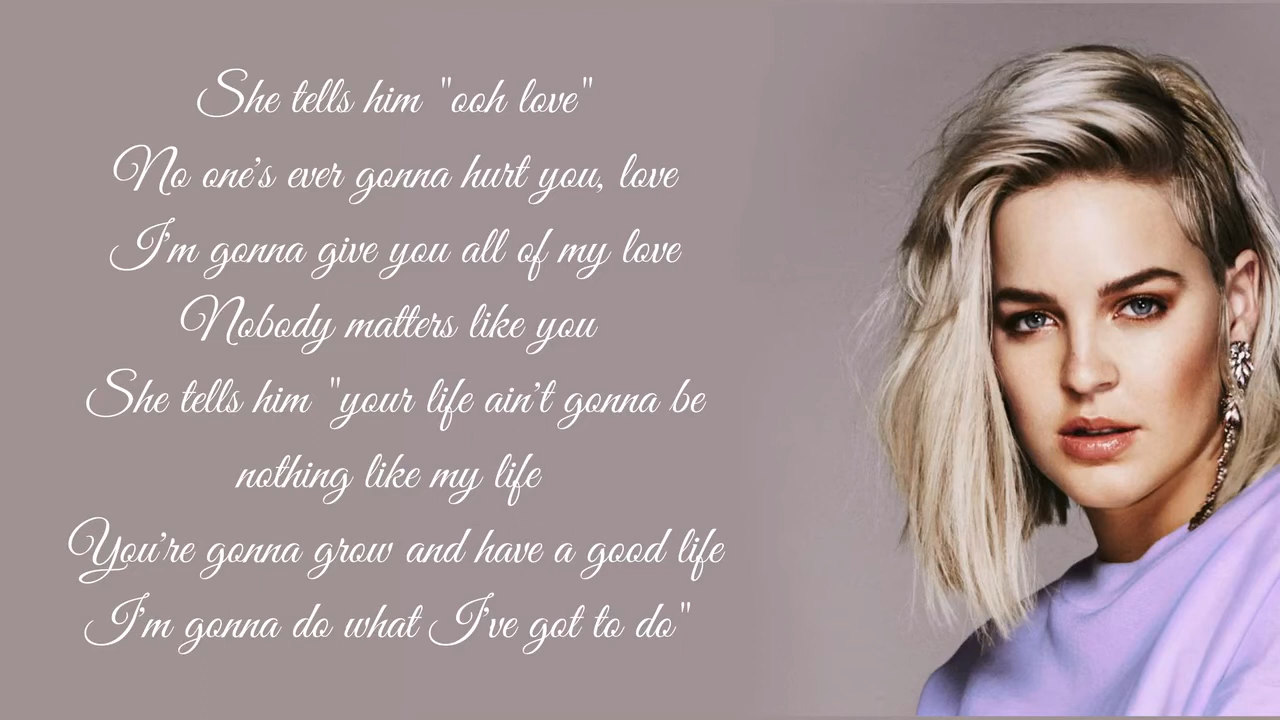 She tells him "ooh love"
No one's ever gonna hurt you, love
I'm gonna give you all of my love
Nobody matters like you
She tells him "your life ain't gonna be
nothing like my life
You're gonna grow and have a good life
I'm gonna do what I've got to do"